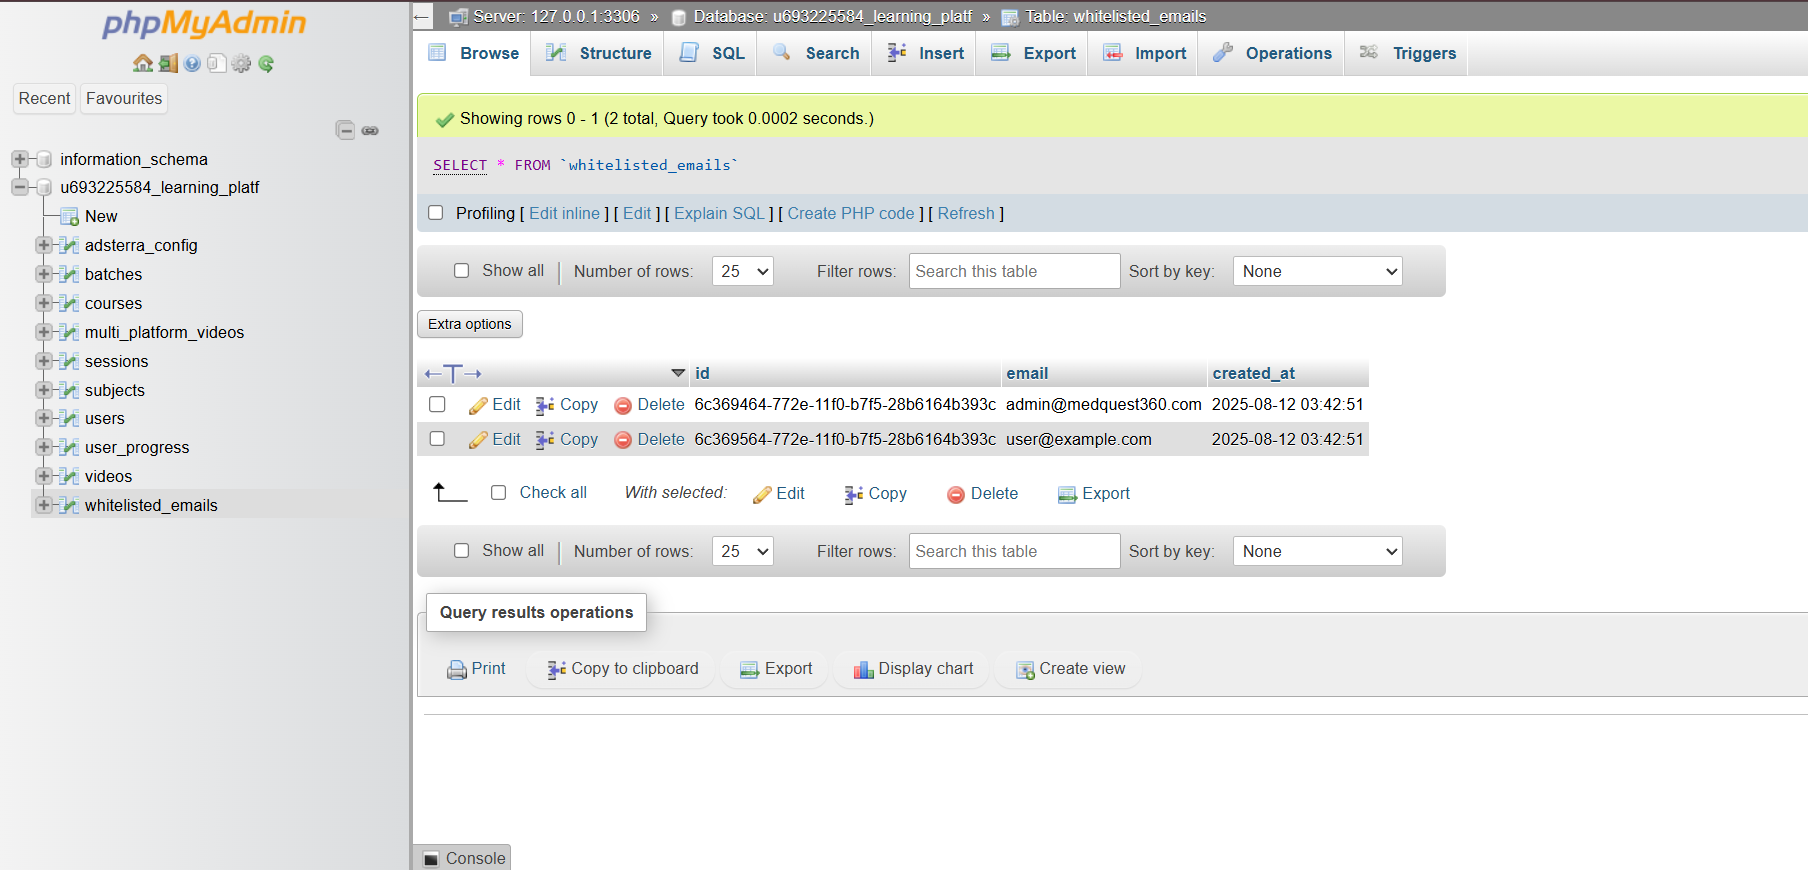 phpMyAdmin
Recent Favourites
information_schema
u693225584_learning_platf
New
adsterra_config
batches
courses
multi_platform_videos
sessions
subjects
users
user_progress
videos
whitelisted_emails
Server: 127.0.0.1:3306 » Database: u693225584_learning_platf » Table: whitelisted_emails
Browse Structure SQL Search Insert Export Import Operations Triggers
Showing rows 0 - 1 (2 total, Query took 0.0002 seconds.)
SELECT * FROM `whitelisted_emails`
Profiling [ Edit inline ] [ Edit ] [ Explain SQL ] [ Create PHP code ] [ Refresh ]
Show all Number of rows: 25 Filter rows: Search this table Sort by key: None
Extra options
←T→ id email created_at
Edit Copy Delete 6c369464-772e-11f0-b7f5-28b6164b393c admin@medquest360.com 2025-08-12 03:42:51
Edit Copy Delete 6c369564-772e-11f0-b7f5-28b6164b393c user@example.com 2025-08-12 03:42:51
Check all With selected: Edit Copy Delete Export
Show all Number of rows: 25 Filter rows: Search this table Sort by key: None
Query results operations
Print Copy to clipboard Export Display chart Create view
Console